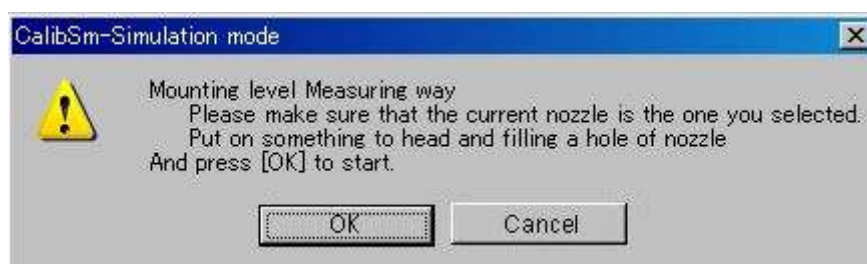 CalibSm-Simulation mode
Mounting level Measuring way
Please make sure that the current nozzle is the one you selected.
Put on something to head and filling a hole of nozzle
And press [OK] to start.
OK
Cancel